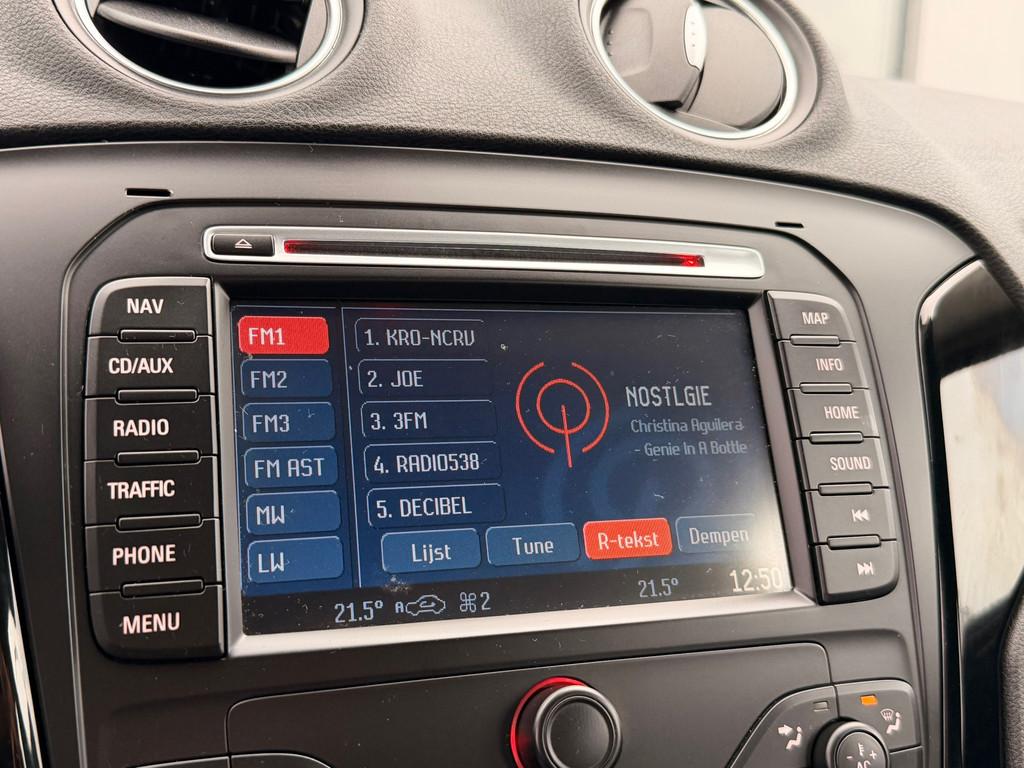 NAV
CD/AUX
RADIO
TRAFFIC
PHONE
MENU
FM1
FM2
FM3
FM AST
MW
LW
1. KRO-NCRV
2. JOE
3. 3FM
4. RADIO538
5. DECIBEL
NOSTLGIE
Christina Aguilera
- Genie In A Bottle
Lijst
Tune
R-tekst
Dempen
21.5°
A
2
21.5°
12:50
MAP
INFO
HOME
SOUND
- E +
AC